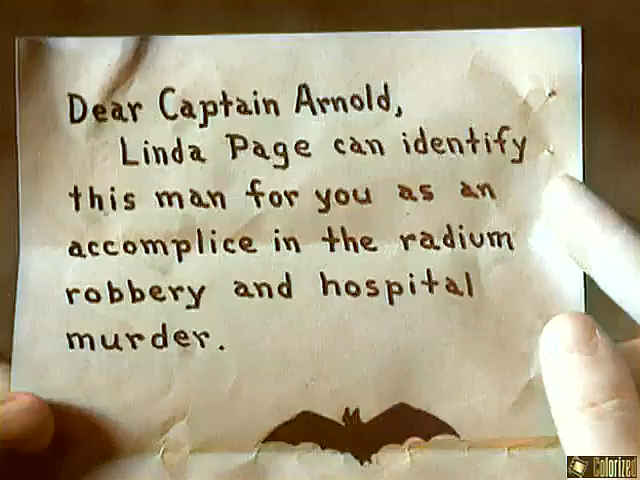 Dear Captain Arnold,
Linda Page can identify
this man for you as an
accomplice in the radium
robbery and hospital
murder.
Colorized